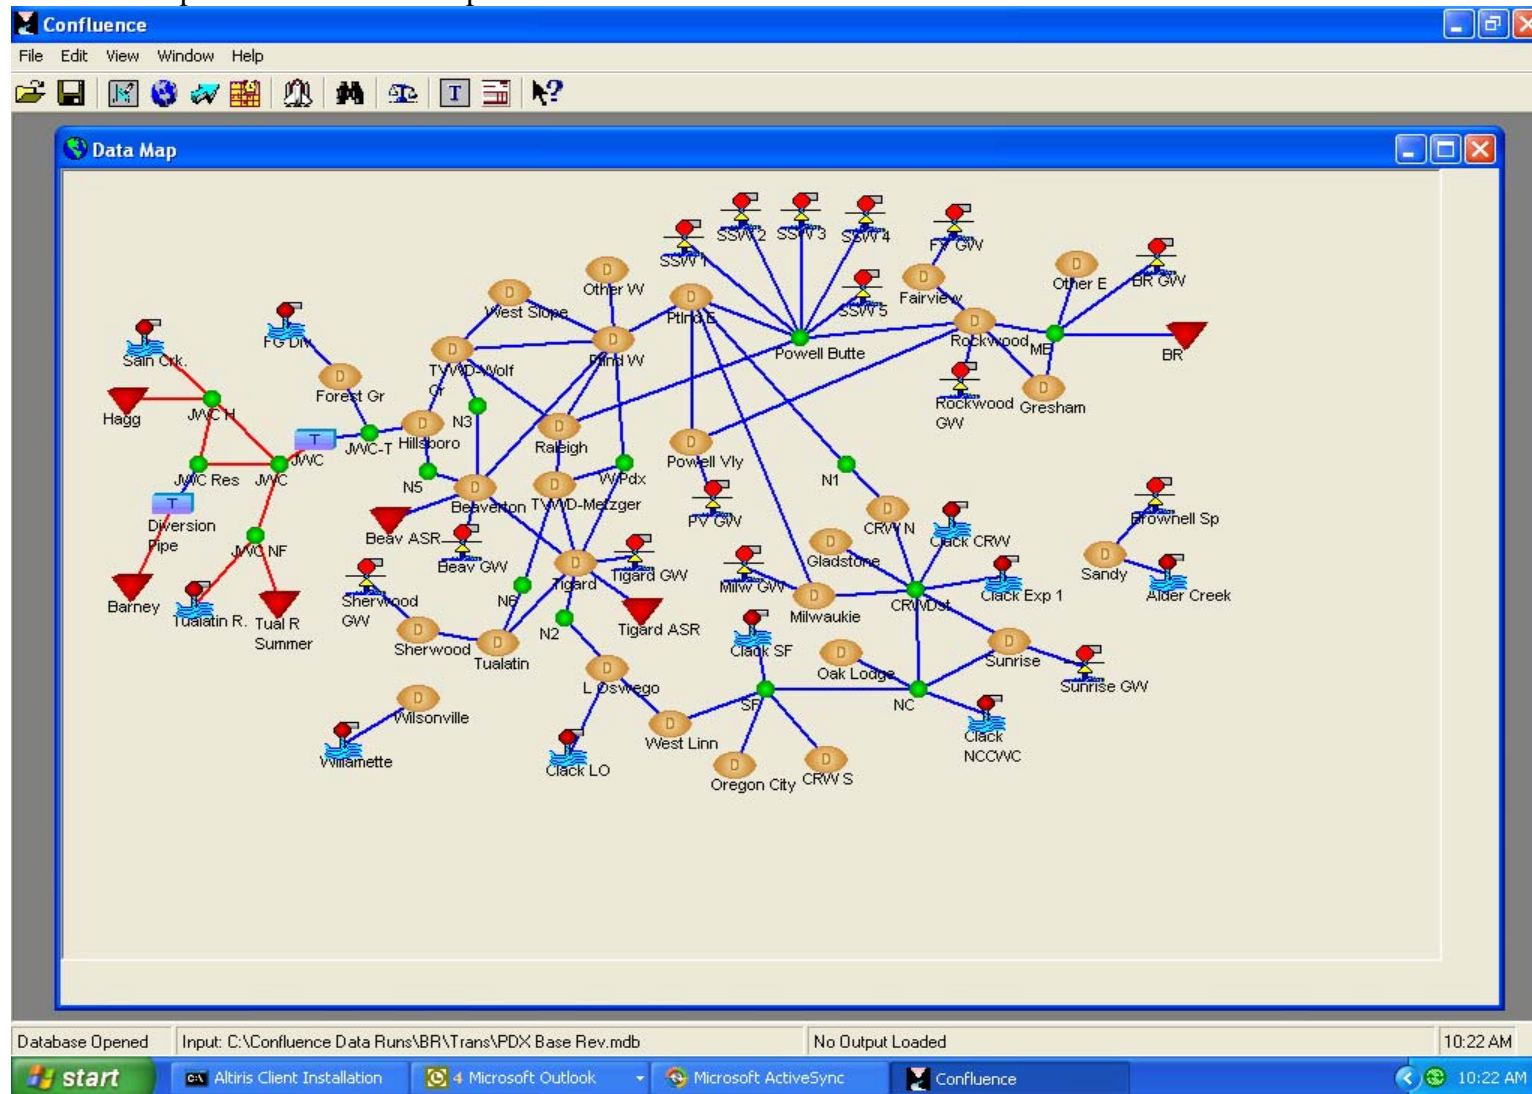 Confluence
File Edit View Window Help
T
Data Map
SSW 1
SSW 2
SSW 3
SSW 4
SSW 5
FV GW
D
Fairview
D
Other E
BR GW
D
Other W
D
West Slope
D
Ptlnd E
Powell Butte
D
Rockwood
MB
BR
FG Div
Sain Crk.
D
TVWD-Wolf
Cr
D
Ptlnd W
D
Forest Gr
Rockwood
GW
D
Gresham
Hagg
JWC H
N3
T
JWC
JWC-T
D
Hillsboro
D
Raleigh
D
Powell Vly
JWC Res
JWC
N5
WPdx
N1
T
Diversion
Pipe
D
Beaverton
D
TVWD-Metzger
PV GW
D
CRW N
Brownell Sp
Beav ASR
Clack CRW
JWC NF
Beav GW
D
Gladstone
D
Sandy
Alder Creek
D
Tigard
Tigard GW
Milw GW
Clack Exp 1
Barney
Tualatin R.
Tual R
Summer
Sherwood
GW
N6
D
Milwaukie
CRWDst
N2
Tigard ASR
D
Sherwood
D
Tualatin
Clack SF
D
Oak Lodge
D
Sunrise
Sunrise GW
D
L Oswego
SF
NC
D
Wilsonville
D
West Linn
Clack
NCCWC
Willamette
Clack LO
D
Oregon City
D
CRW S
Database Opened Input: C:\Confluence Data Runs\BR\Trans\PDX Base Rev.mdb No Output Loaded 10:22 AM
start Altiris Client Installation 4 Microsoft Outlook Microsoft ActiveSync Confluence 10:22 AM